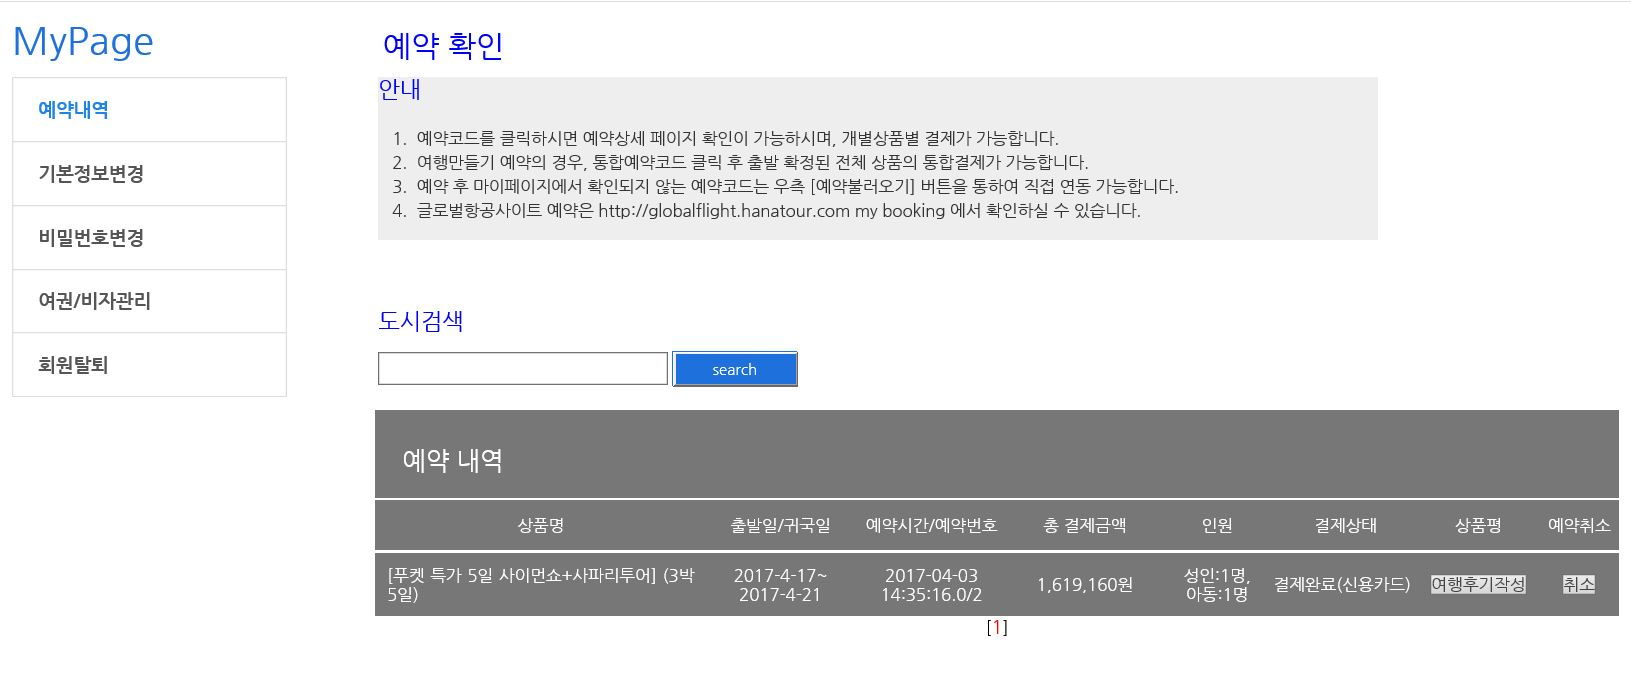 MyPage
예약내역
기본정보변경
비밀번호변경
여권/비자관리
회원탈퇴
예약 확인
안내
1. 예약코드를 클릭하시면 예약상세 페이지 확인이 가능하시며, 개별상품별 결제가 가능합니다.
2. 여행만들기 예약의 경우, 통합예약코드 클릭 후 출발 확정된 전체 상품의 통합결제가 가능합니다.
3. 예약 후 마이페이지에서 확인되지 않는 예약코드는 우측 [예약불러오기] 버튼을 통하여 직접 연동 가능합니다.
4. 글로벌항공사이트 예약은 http://globalflight.hanatour.com my booking 에서 확인하실 수 있습니다.
도시검색
search
예약 내역
상품명 출발일/귀국일 예약시간/예약번호 총 결제금액 인원 결제상태 상품평 예약취소
[푸켓 특가 5일 사이먼쇼+사파리투어] (3박
5일)
2017-4-17~
2017-4-21
2017-04-03
14:35:16.0/2
1,619,160원
성인:1명,
아동:1명
결제완료(신용카드)
여행후기작성
취소
[1]